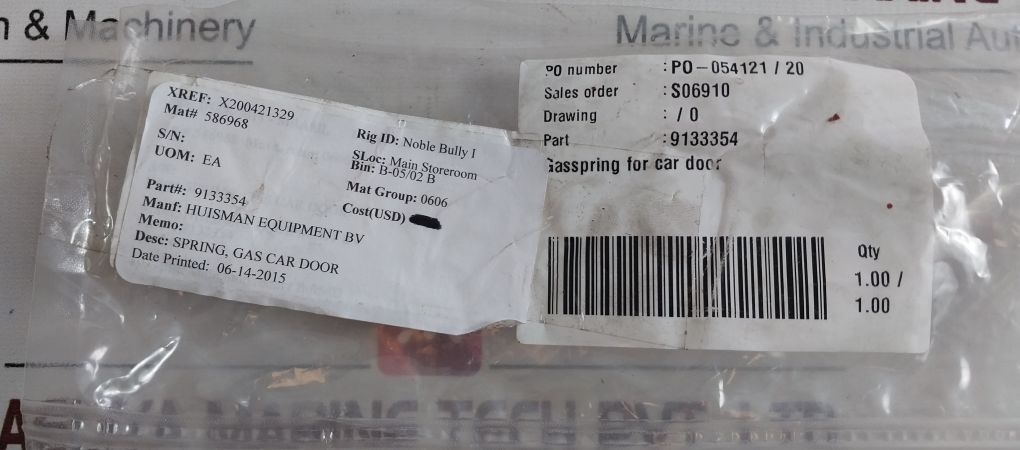 & Machinery
Marine & Industrial Aut
XREF: X200421329
Mat# 586968
S/N:
UOM: EA
Part#: 9133354
Manf: HUISMAN EQUIPMENT BV
Memo:
Desc: SPRING, GAS CAR DOOR
Date Printed: 06-14-2015
Rig ID: Noble Bully I
SLoc: Main Storeroom
Bin: B-05/02 B
Mat Group: 0606
Cost(USD)
PO number : PO-054121 / 20
Sales order : S06910
Drawing : / 0
Part : 9133354
Gasspring for car door
Qty
1.00 /
1.00
MARINE TECH